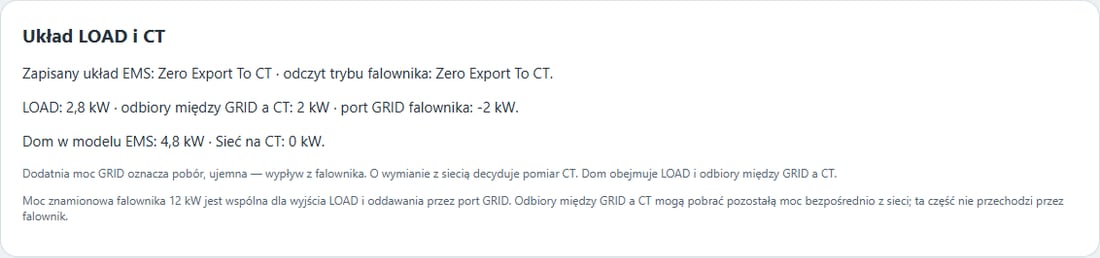 Układ LOAD i CT
Zapisany układ EMS: Zero Export To CT · odczyt trybu falownika: Zero Export To CT.
LOAD: 2,8 kW · odbiory między GRID a CT: 2 kW · port GRID falownika: -2 kW.
Dom w modelu EMS: 4,8 kW · Sieć na CT: 0 kW.
Dodatnia moc GRID oznacza pobór, ujemna — wypływ z falownika. O wymianie z siecią decyduje pomiar CT. Dom obejmuje LOAD i odbiory między GRID a CT.
Moc znamionowa falownika 12 kW jest wspólna dla wyjścia LOAD i oddawania przez port GRID. Odbiory między GRID a CT mogą pobrać pozostałą moc bezpośrednio z sieci; ta część nie przechodzi przez
falownik.